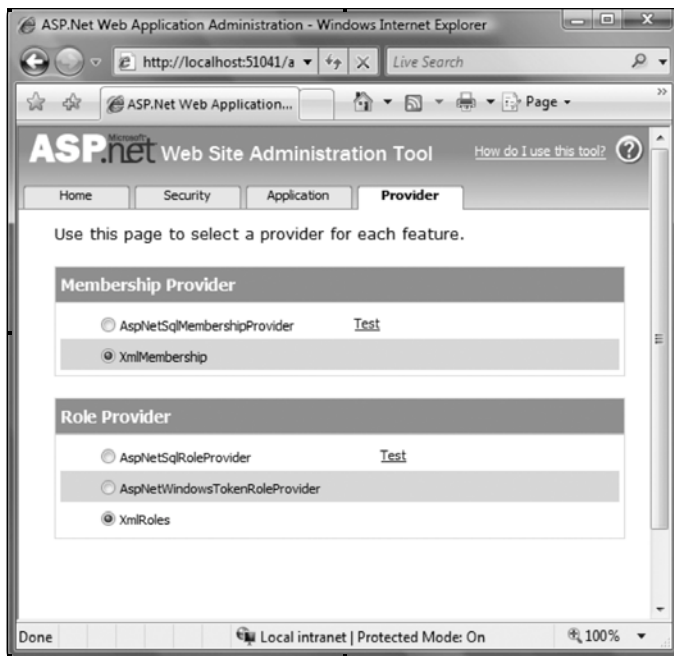 ASP.Net Web Application Administration - Windows Internet Explorer
http://localhost:51041/a
Live Search
ASP.Net Web Application...
Page
Microsoft
ASP.net Web Site Administration Tool
How do I use this tool?
?
Home
Security
Application
Provider
Use this page to select a provider for each feature.
Membership Provider
AspNetSqlMembershipProvider
Test
XmlMembership
Role Provider
AspNetSqlRoleProvider
Test
AspNetWindowsTokenRoleProvider
XmlRoles
Done
Local intranet | Protected Mode: On
100%